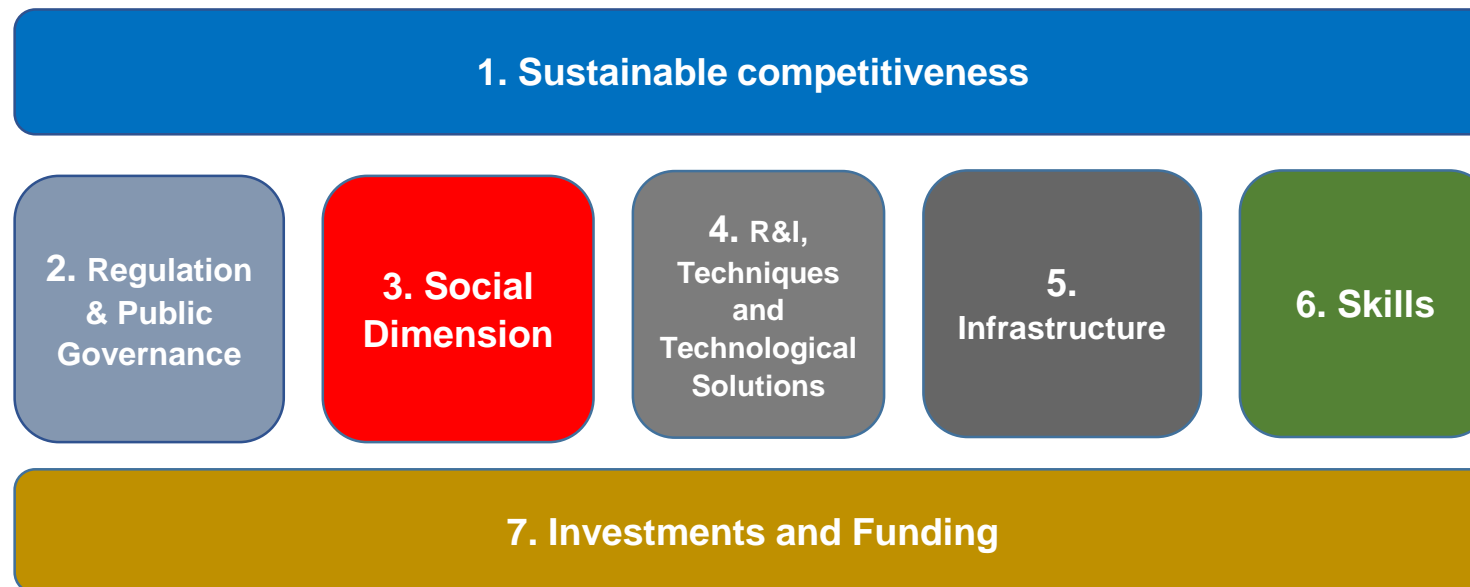 1. Sustainable competitiveness
2. Regulation
& Public
Governance
3. Social
Dimension
4. R&I,
Techniques
and
Technological
Solutions
5.
Infrastructure
6. Skills
7. Investments and Funding